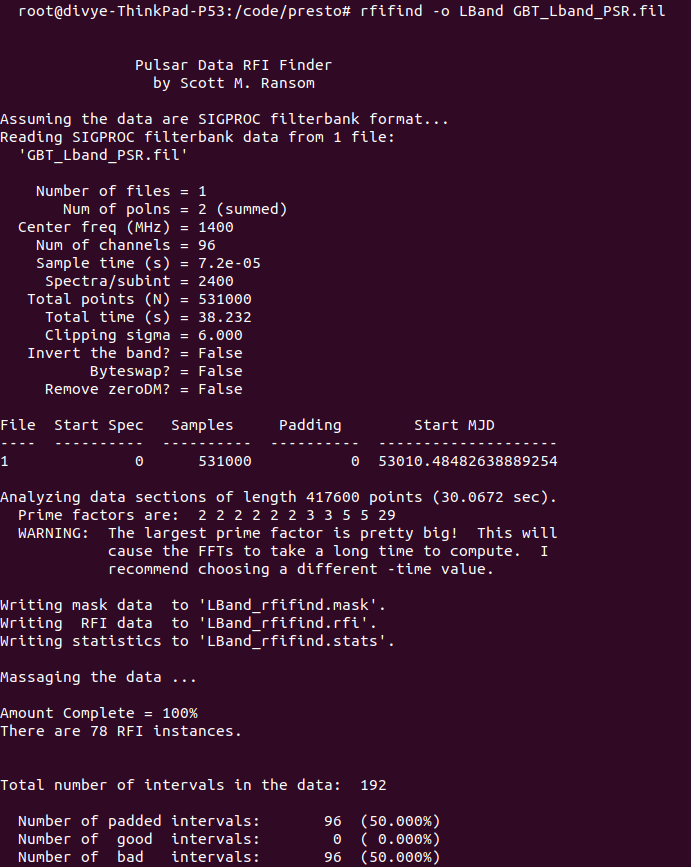 root@divye-ThinkPad-P53:/code/presto# rfifind -o LBand GBT_Lband_PSR.fil
Pulsar Data RFI Finder
by Scott M. Ransom
Assuming the data are SIGPROC filterbank format...
Reading SIGPROC filterbank data from 1 file:
'GBT_Lband_PSR.fil'
Number of files = 1
Num of polns = 2 (summed)
Center freq (MHz) = 1400
Num of channels = 96
Sample time (s) = 7.2e-05
Spectra/subint = 2400
Total points (N) = 531000
Total time (s) = 38.232
Clipping sigma = 6.000
Invert the band? = False
Byteswap? = False
Remove zeroDM? = False
File  Start Spec   Samples     Padding        Start MJD
----  ----------  ----------  ----------  --------------------
1              0      531000           0  53010.48482638889254
Analyzing data sections of length 417600 points (30.0672 sec).
Prime factors are:  2 2 2 2 2 2 3 3 5 5 29
WARNING:  The largest prime factor is pretty big!  This will
cause the FFTs to take a long time to compute.  I
recommend choosing a different -time value.
Writing mask data  to 'LBand_rfifind.mask'.
Writing  RFI data  to 'LBand_rfifind.rfi'.
Writing statistics to 'LBand_rfifind.stats'.
Massaging the data ...
Amount Complete = 100%
There are 78 RFI instances.
Total number of intervals in the data:  192
Number of padded intervals:       96  (50.000%)
Number of  good  intervals:        0  ( 0.000%)
Number of  bad   intervals:       96  (50.000%)